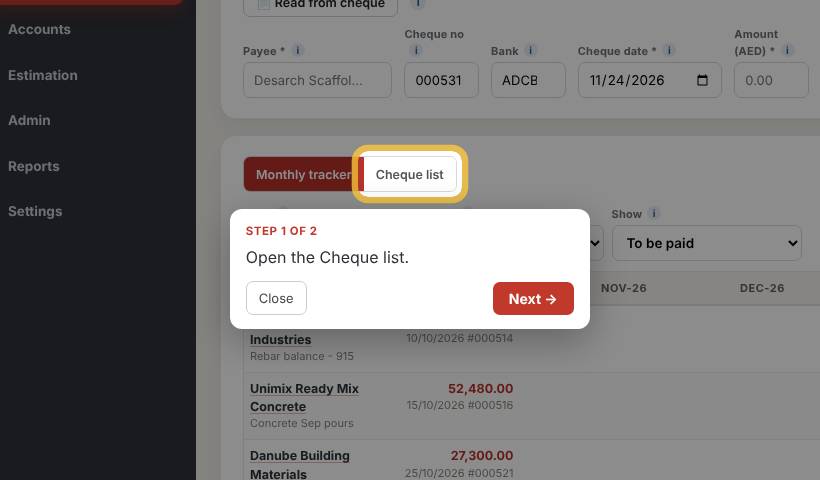 Read from cheque
Accounts
Estimation
Admin
Reports
Settings
Payee *
Cheque no
Bank
Cheque date *
Amount
(AED) *
Desarch Scaffol...
000531
ADCB
11/24/2026
0.00
Monthly tracker
Cheque list
STEP 1 OF 2
Open the Cheque list.
Close
Next →
Show
To be paid
NOV-26
DEC-26
Industries
10/10/2026 #000514
Rebar balance - 915
Unimix Ready Mix
Concrete
52,480.00
15/10/2026 #000516
Concrete Sep pours
Danube Building
Materials
27,300.00
25/10/2026 #000521